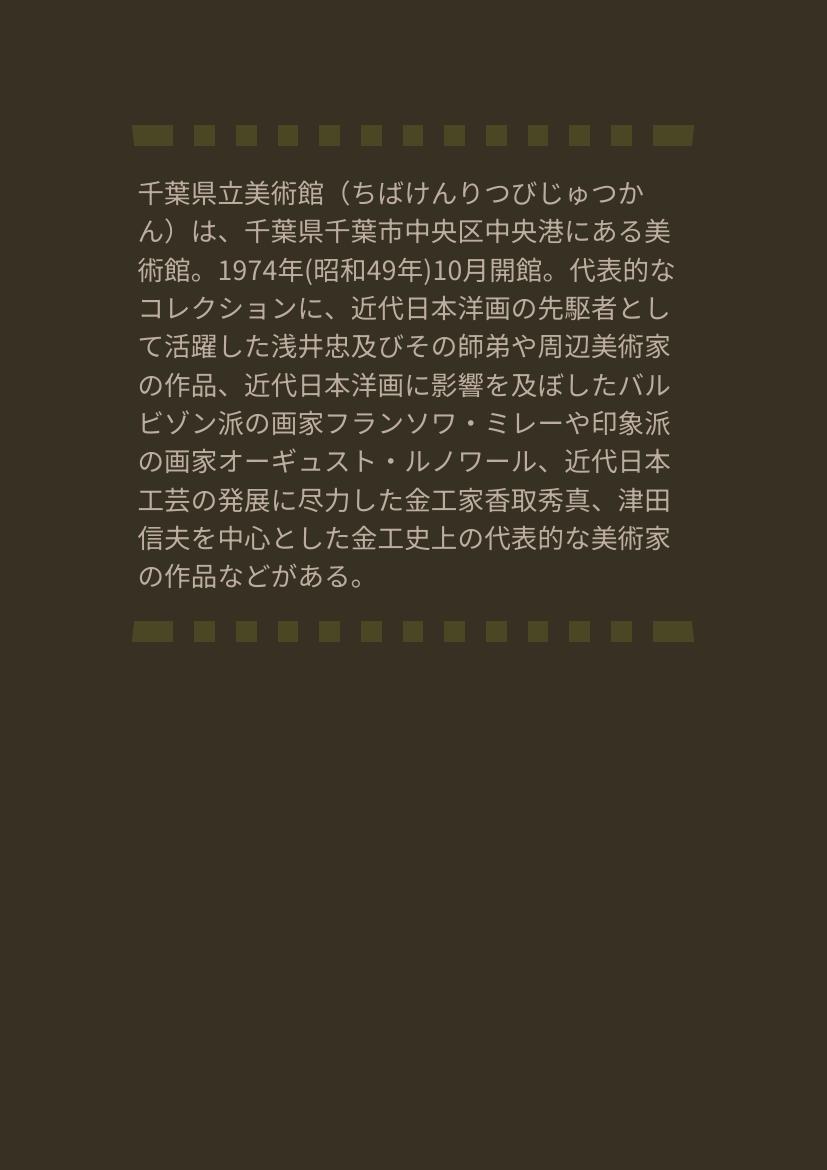 千葉県立美術館（ちばけんりつびじゅつか
ん）は、千葉県千葉市中央区中央港にある美
術館。1974年(昭和49年)10月開館。代表的な
コレクションに、近代日本洋画の先駆者とし
て活躍した浅井忠及びその師弟や周辺美術家
の作品、近代日本洋画に影響を及ぼしたバル
ビゾン派の画家フランソワ・ミレーや印象派
の画家オーギュスト・ルノワール、近代日本
工芸の発展に尽力した金工家香取秀真、津田
信夫を中心とした金工史上の代表的な美術家
の作品などがある。